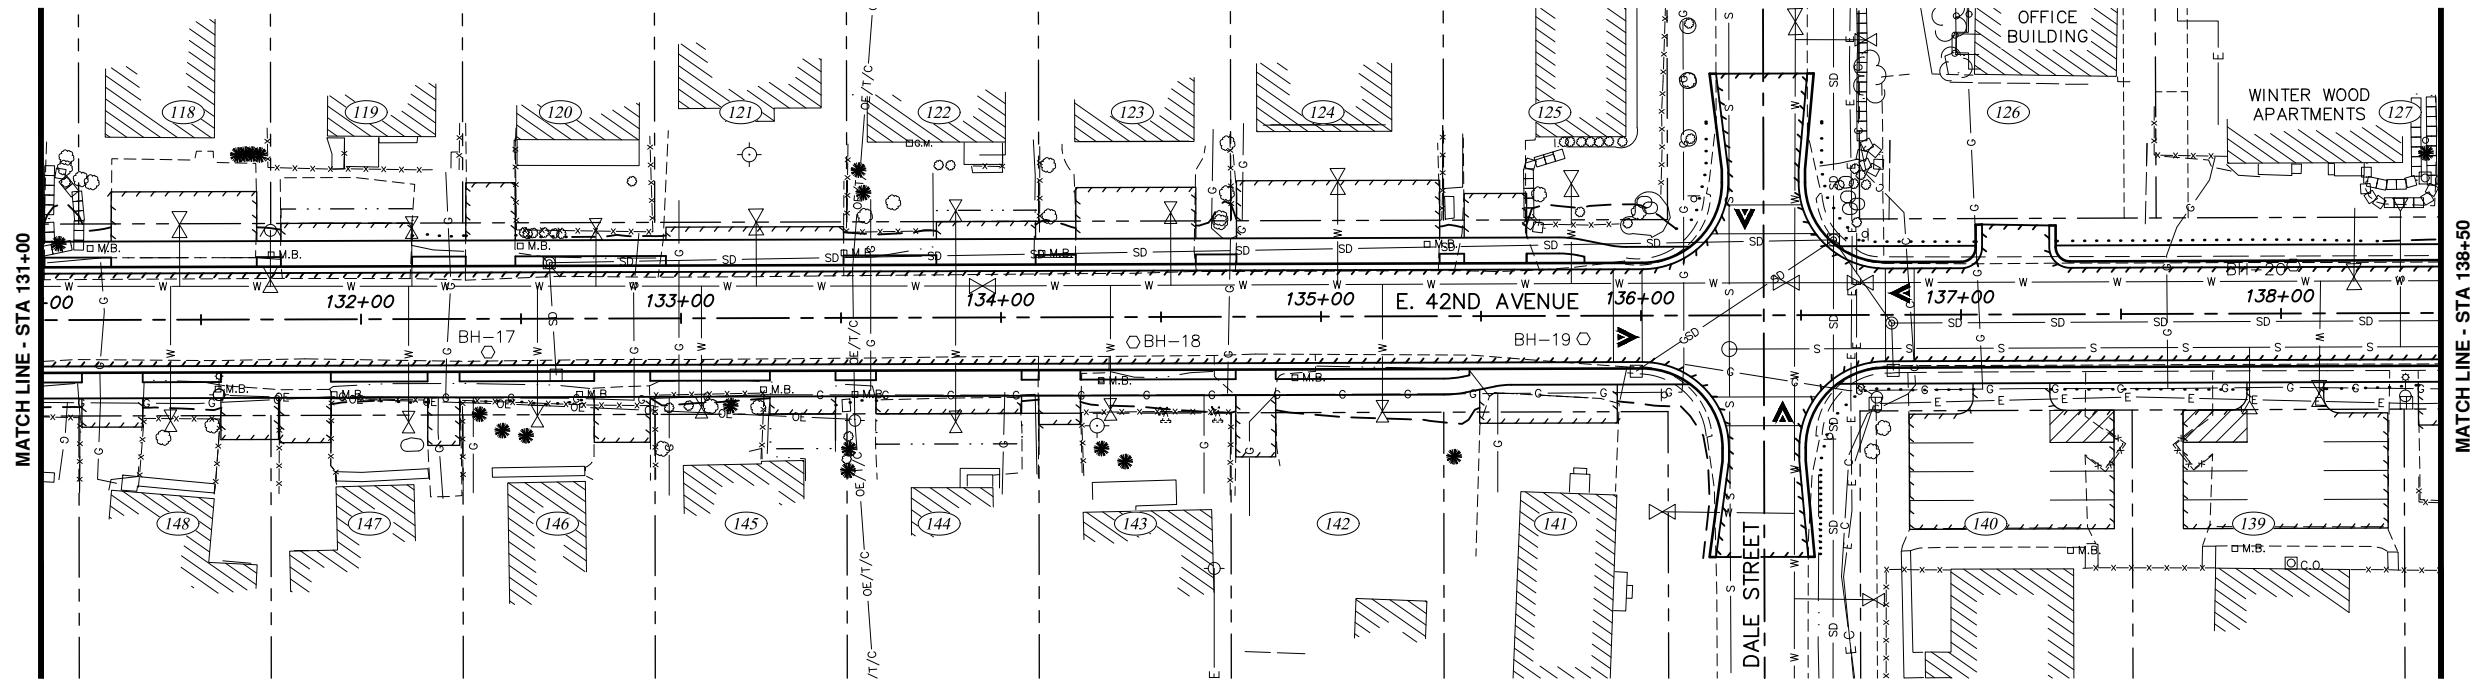 OFFICE
BUILDING
WINTER WOOD
APARTMENTS
118
119
120
121
122
123
124
125
126
127
G.M.
M.B.
M.B.
M.B.
M.B.
M.B.
M.B.
MATCH LINE - STA 131+00
MATCH LINE - STA 138+50
BH-20
-00
132+00
133+00
134+00
135+00
136+00
137+00
138+00
E. 42ND AVENUE
BH-17
BH-18
BH-19
M.B.
M.B.
M.B.
M.B.
M.B.
M.B.
M.B.
OE/T/C
OE/T/C
OE/T/C
OE/T/C
148
147
146
145
144
143
142
141
140
139
M.B.
M.B.
C.O.
DALE STREET